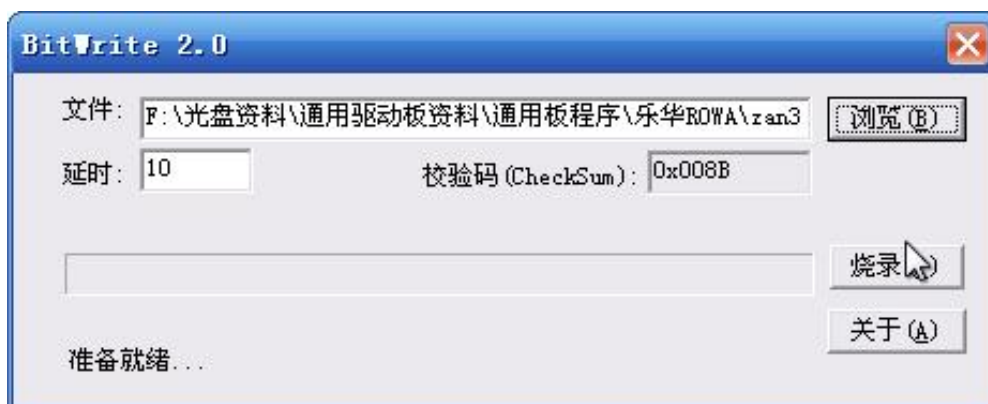 BitWrite 2.0
文件: F:\光盘资料\通用驱动板资料\通用板程序\乐华ROWA\zan3 浏览(B)
延时: 10 校验码(CheckSum): 0x008B
烧录
关于(A)
准备就绪...